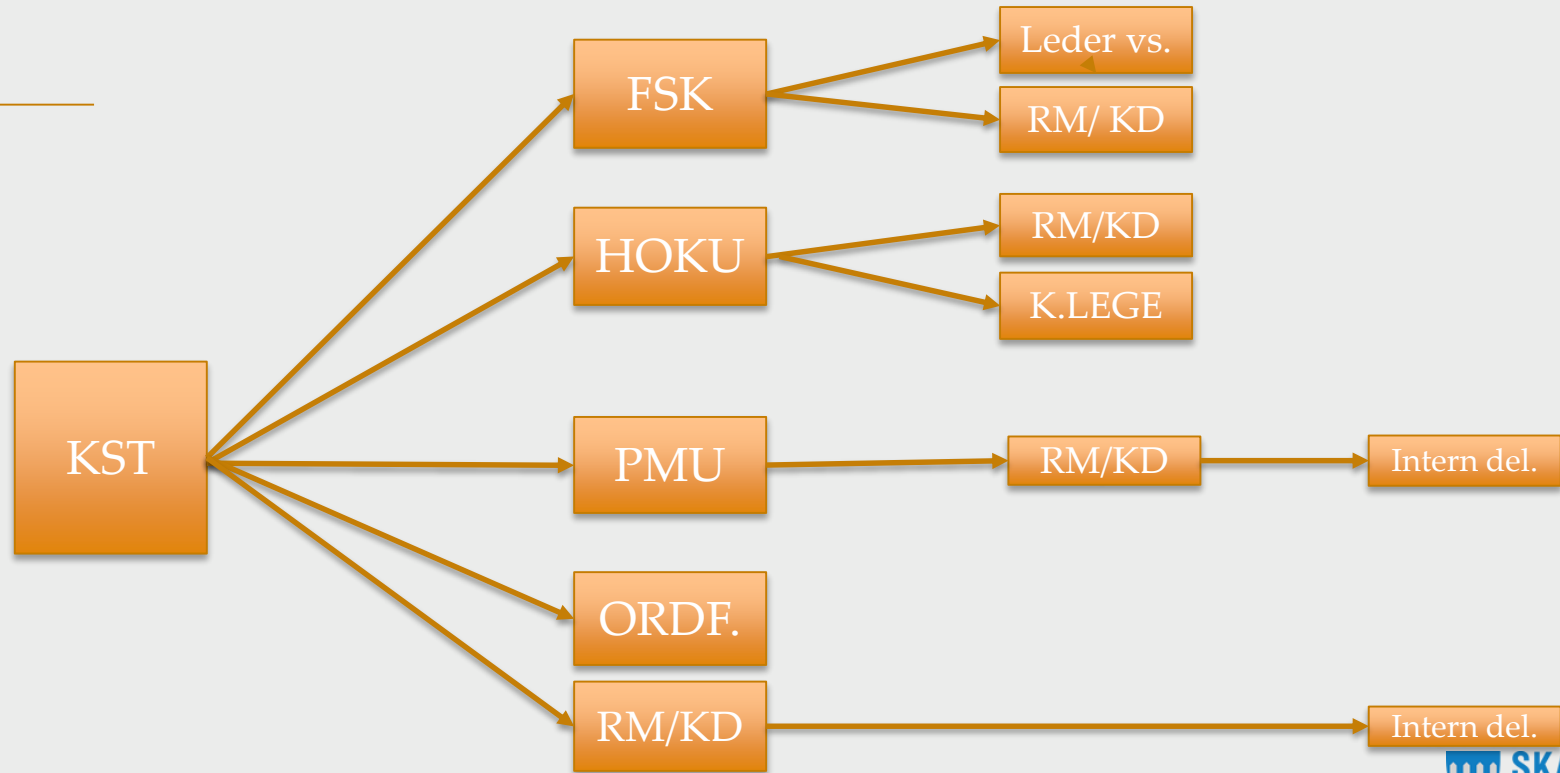 Leder vs.
FSK
RM/ KD
RM/KD
HOKU
K.LEGE
KST
PMU
RM/KD
Intern del.
ORDF.
RM/KD
Intern del.